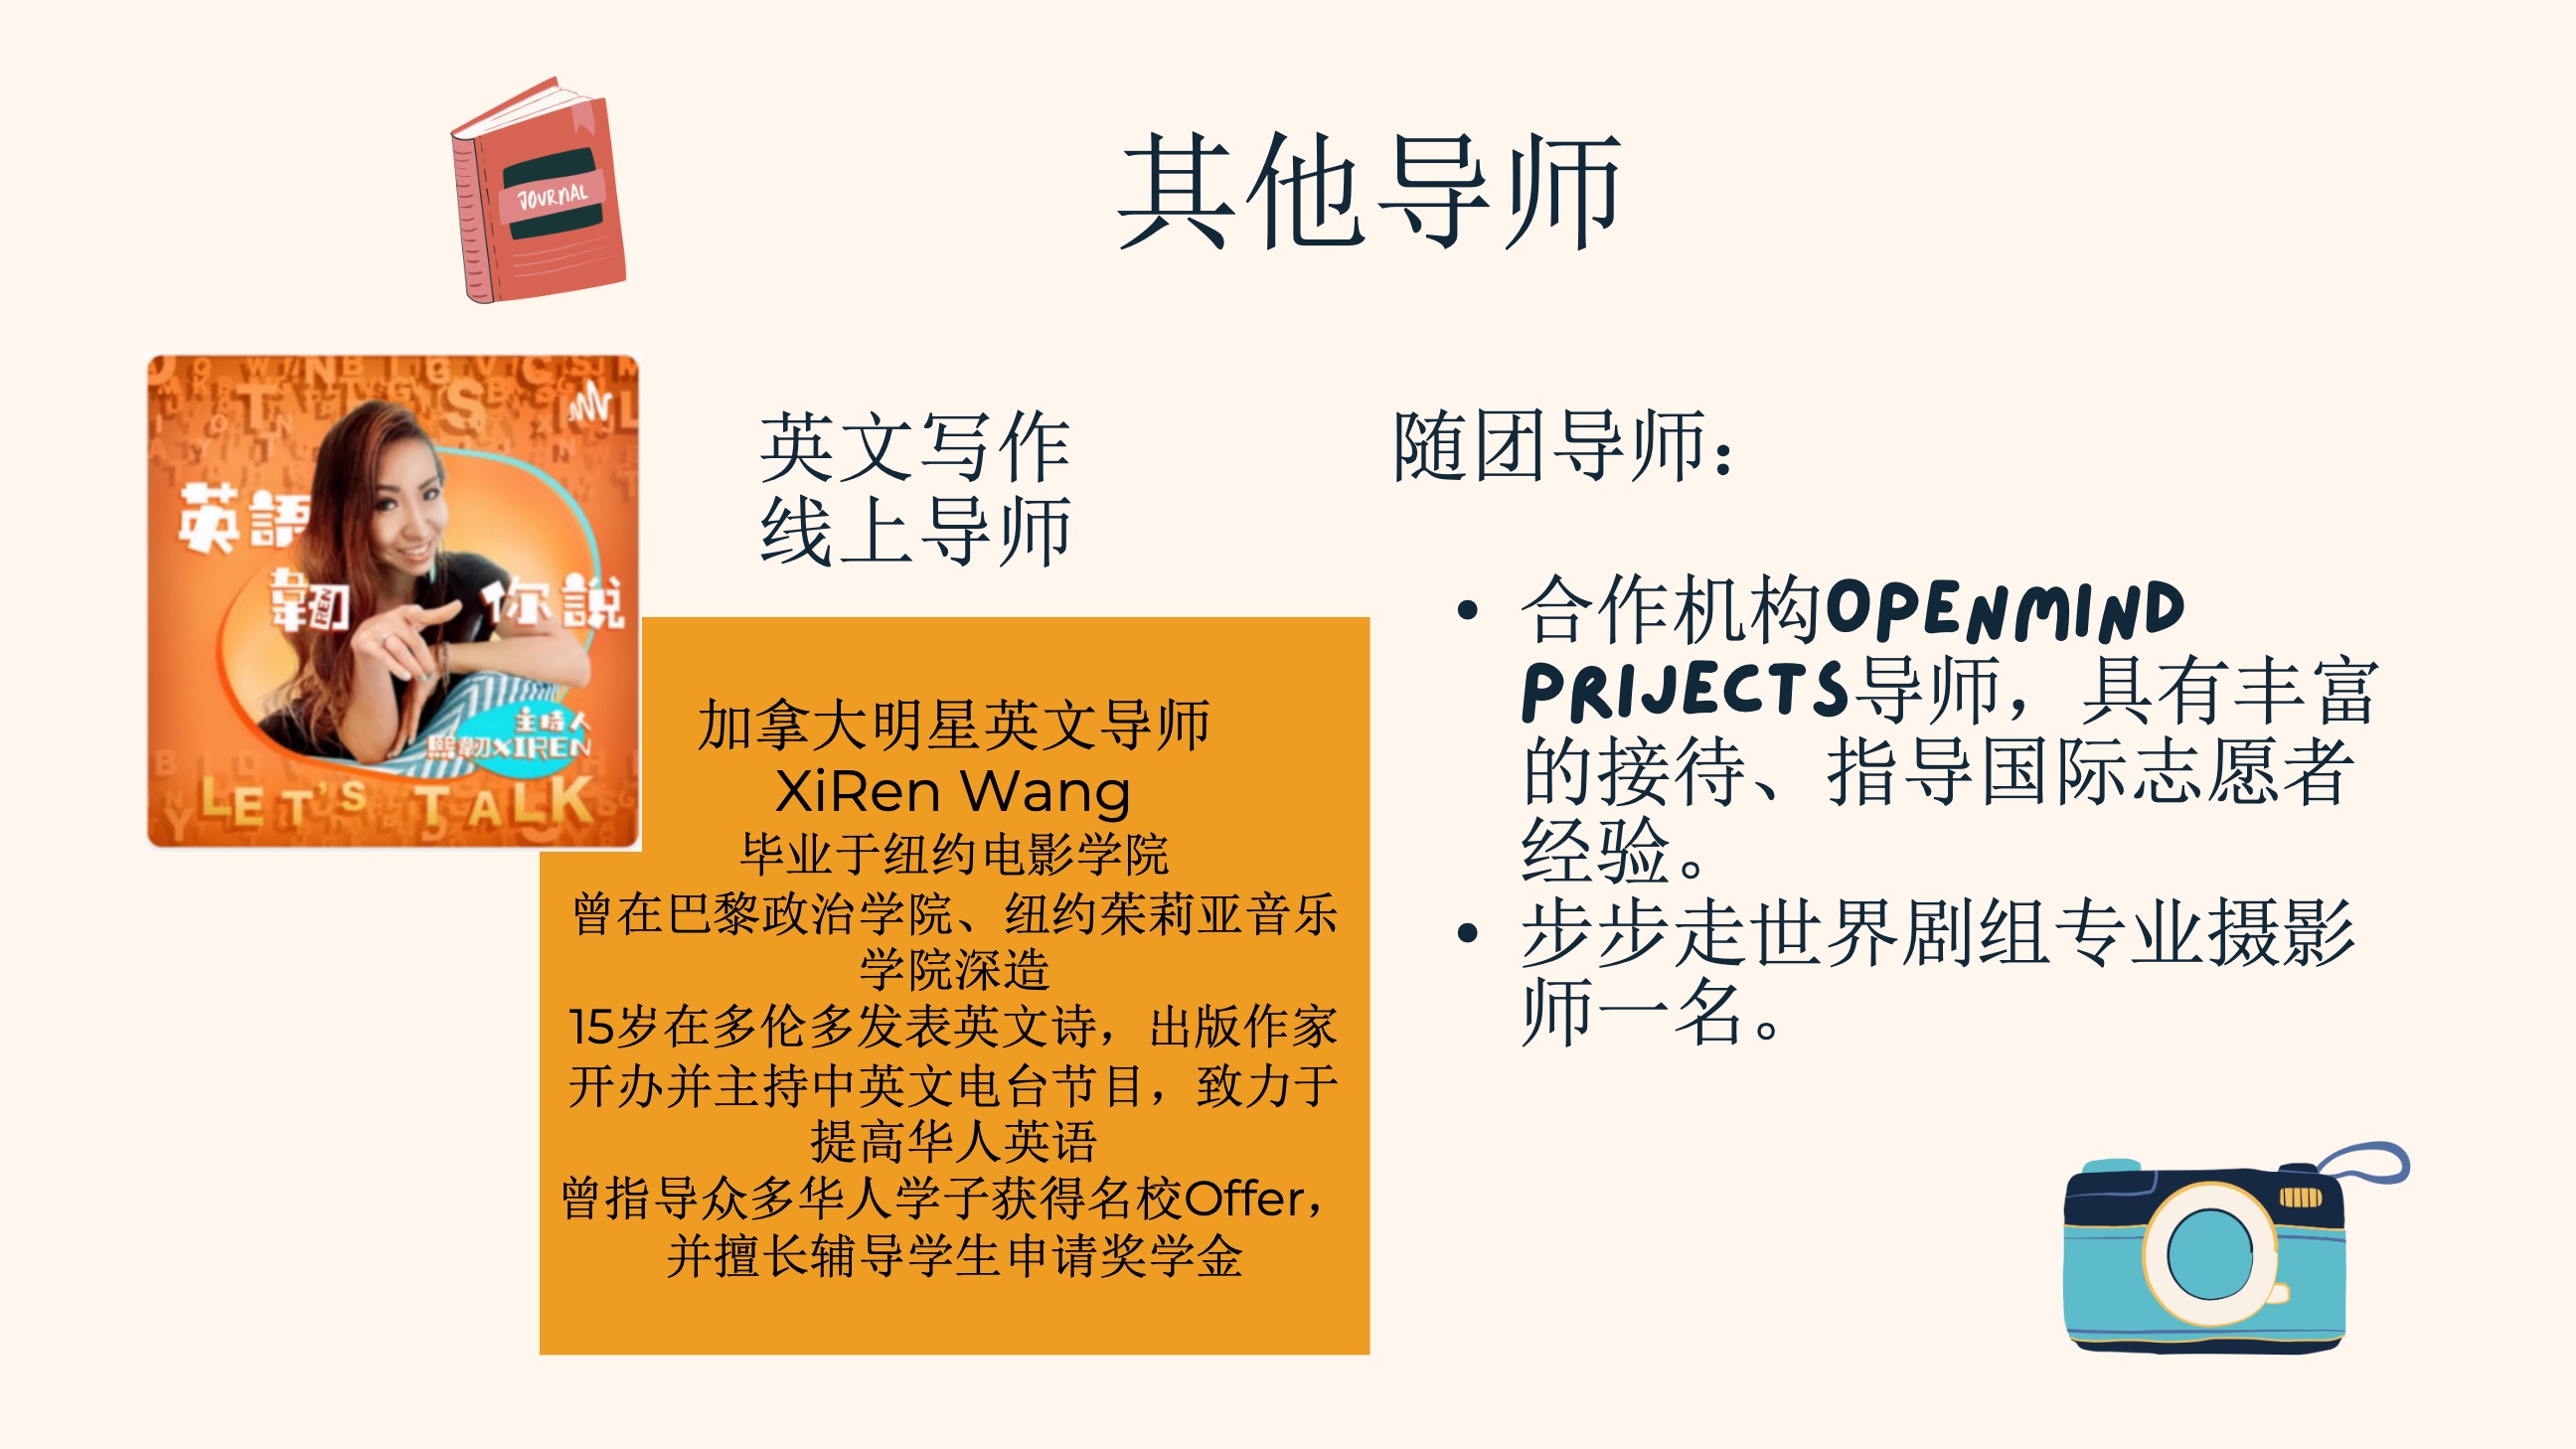 JOURNAL
其他导师
英語
韌REN 你說
主持人
熙韌XIREN
LET'S TALK
英文写作
线上导师
加拿大明星英文导师
XiRen Wang
毕业于纽约电影学院
曾在巴黎政治学院、纽约茱莉亚音乐
学院深造
15岁在多伦多发表英文诗，出版作家
开办并主持中英文电台节目，致力于
提高华人英语
曾指导众多华人学子获得名校Offer，
并擅长辅导学生申请奖学金
随团导师：
• 合作机构OPENMIND
PRIJECTS导师，具有丰富
的接待、指导国际志愿者
经验。
• 步步走世界剧组专业摄影
师一名。